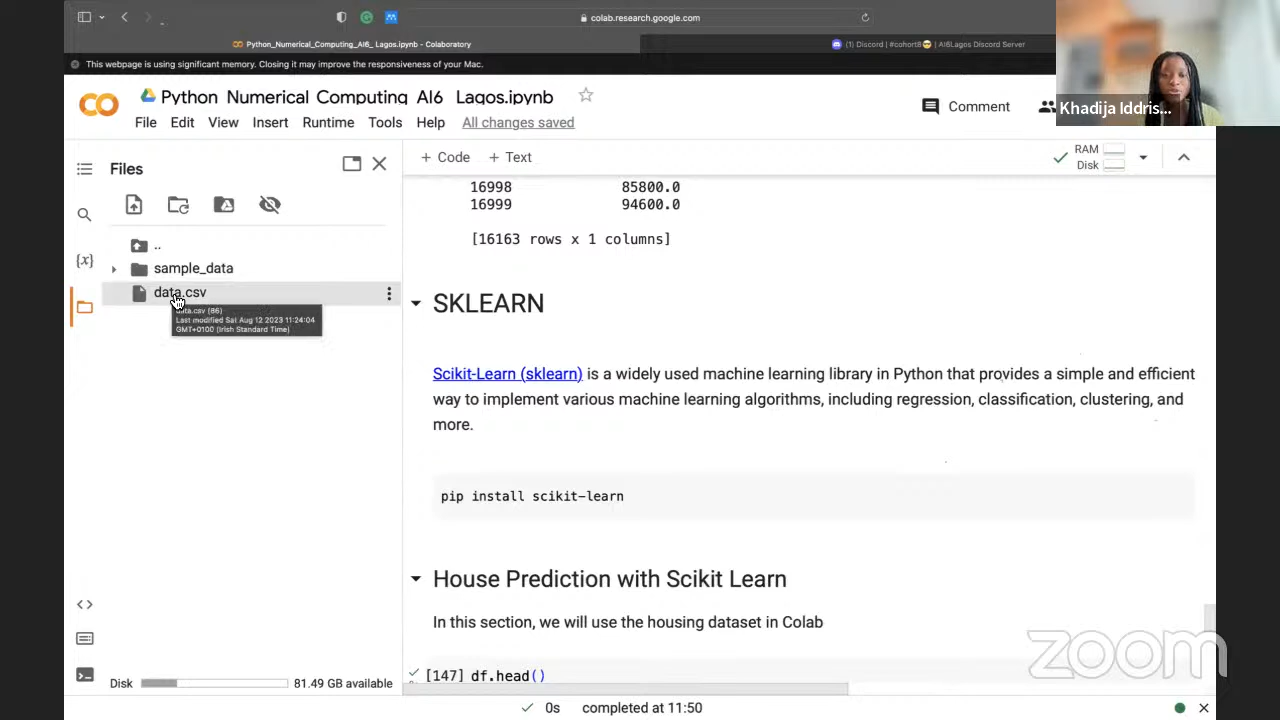 colab.research.google.com
Python_Numerical_Computing_AI6_ Lagos.ipynb - Colaboratory
(1) Discord | #cohort8😎 | AI6Lagos Discord Server
This webpage is using significant memory. Closing it may improve the responsiveness of your Mac.
Khadija Iddris...
Python_Numerical_Computing_AI6_ Lagos.ipynb
Comment
File Edit View Insert Runtime Tools Help All changes saved
Files
+ Code + Text
RAM
Disk
..
sample_data
data.csv
data.csv (86)
Last modified Sat Aug 12 2023 11:24:04
GMT+0100 (Irish Standard Time)
16998 85800.0
16999 94600.0
[16163 rows x 1 columns]
SKLEARN
Scikit-Learn (sklearn) is a widely used machine learning library in Python that provides a simple and efficient
way to implement various machine learning algorithms, including regression, classification, clustering, and
more.
pip install scikit-learn
House Prediction with Scikit Learn
In this section, we will use the housing dataset in Colab
[147] df.head()
Disk 81.49 GB available
0s completed at 11:50
zoom